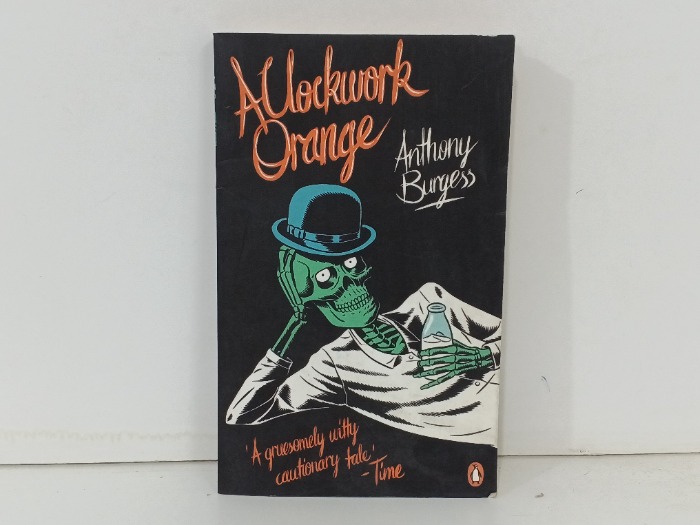 A Clockwork
Orange
Anthony
Burgess
'A gruesomely witty
cautionary tale'
-Time